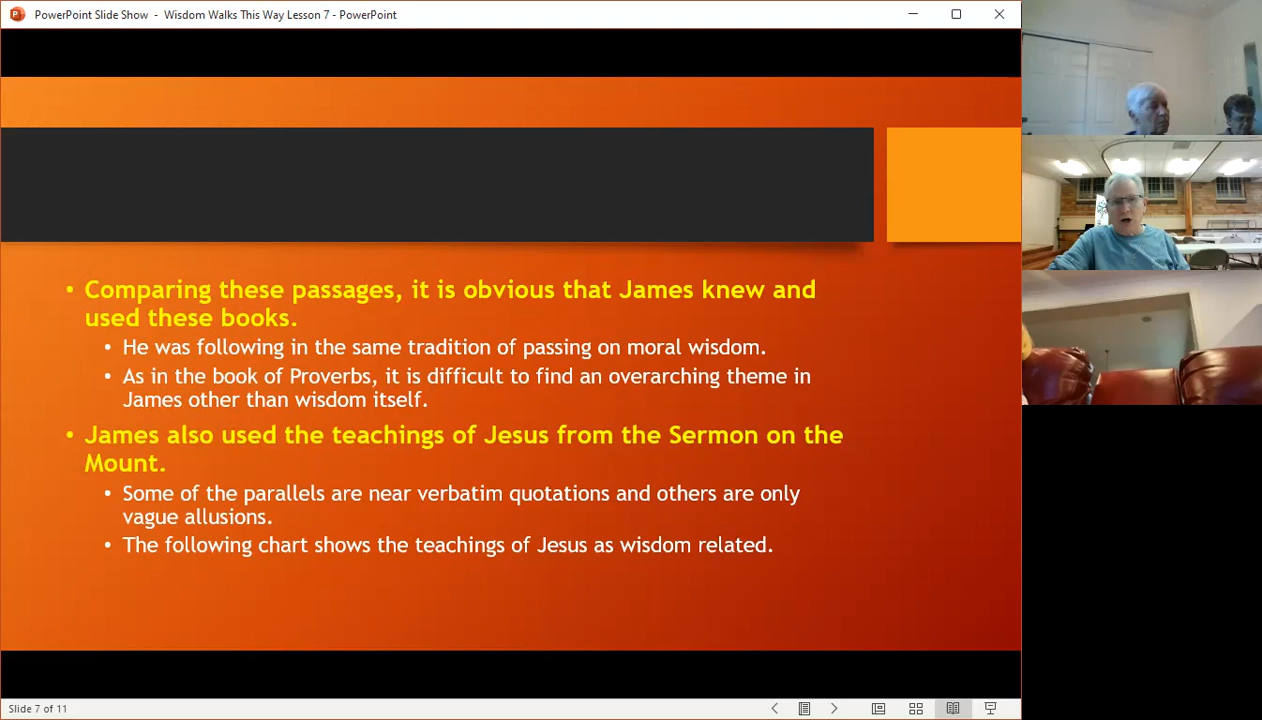 PowerPoint Slide Show - Wisdom Walks This Way Lesson 7 - PowerPoint
• Comparing these passages, it is obvious that James knew and
used these books.
• He was following in the same tradition of passing on moral wisdom.
• As in the book of Proverbs, it is difficult to find an overarching theme in
James other than wisdom itself.
• James also used the teachings of Jesus from the Sermon on the
Mount.
• Some of the parallels are near verbatim quotations and others are only
vague allusions.
• The following chart shows the teachings of Jesus as wisdom related.
Slide 7 of 11